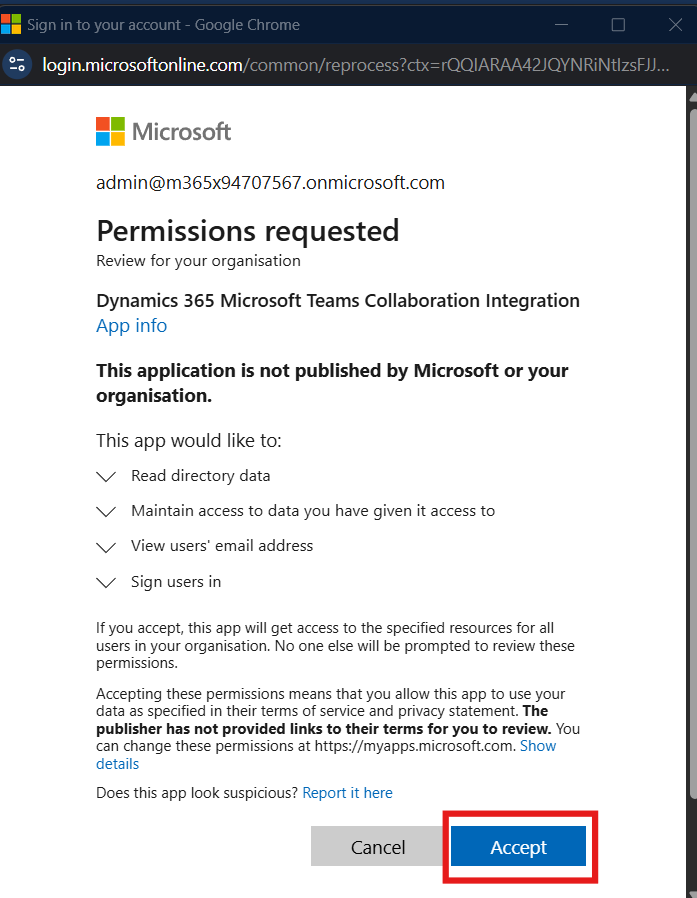 Sign in to your account - Google Chrome
login.microsoftonline.com/common/reprocess?ctx=rQQIARAA42JQYNRiNtIzsFJJ...
Microsoft
admin@m365x94707567.onmicrosoft.com
Permissions requested
Review for your organisation
Dynamics 365 Microsoft Teams Collaboration Integration
App info
This application is not published by Microsoft or your
organisation.
This app would like to:
Read directory data
Maintain access to data you have given it access to
View users' email address
Sign users in
If you accept, this app will get access to the specified resources for all
users in your organisation. No one else will be prompted to review these
permissions.
Accepting these permissions means that you allow this app to use your
data as specified in their terms of service and privacy statement. The
publisher has not provided links to their terms for you to review. You
can change these permissions at https://myapps.microsoft.com. Show
details
Does this app look suspicious? Report it here
Cancel Accept